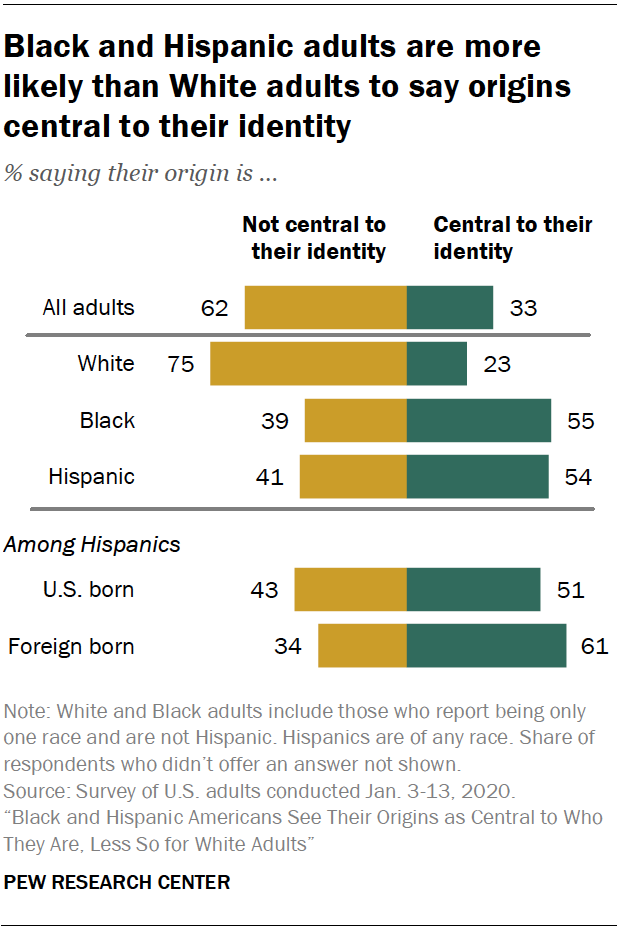 Black and Hispanic adults are more
likely than White adults to say origins
central to their identity
% saying their origin is ...
Not central to
their identity
Central to their
identity
All adults 62 33
White 75 23
Black 39 55
Hispanic 41 54
Among Hispanics
U.S. born 43 51
Foreign born 34 61
Note: White and Black adults include those who report being only
one race and are not Hispanic. Hispanics are of any race. Share of
respondents who didn’t offer an answer not shown.
Source: Survey of U.S. adults conducted Jan. 3-13, 2020.
“Black and Hispanic Americans See Their Origins as Central to Who
They Are, Less So for White Adults”
PEW RESEARCH CENTER